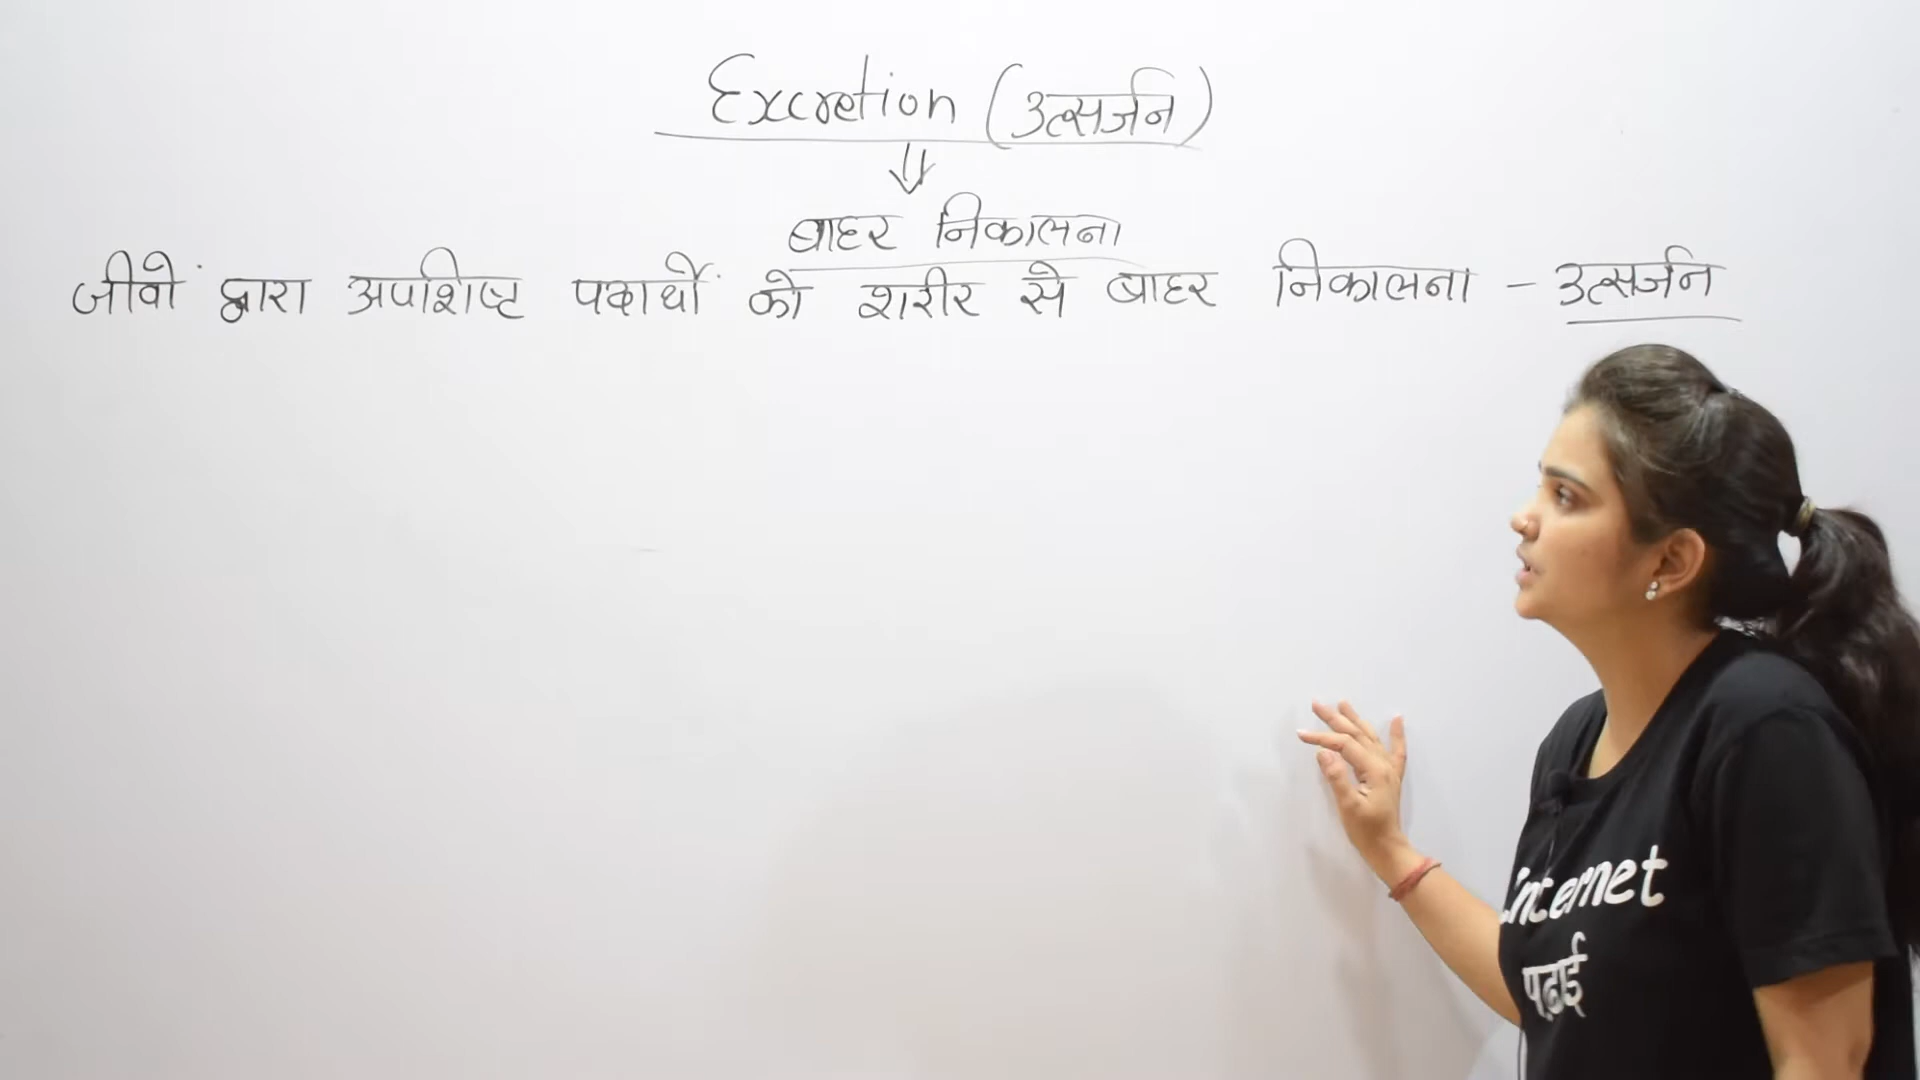 Excretion (उत्सर्जन)
⇓
बाहर निकालना
जीवों द्वारा अपशिष्ट पदार्थों को शरीर से बाहर निकालना - उत्सर्जन
internet
पढ़ाई